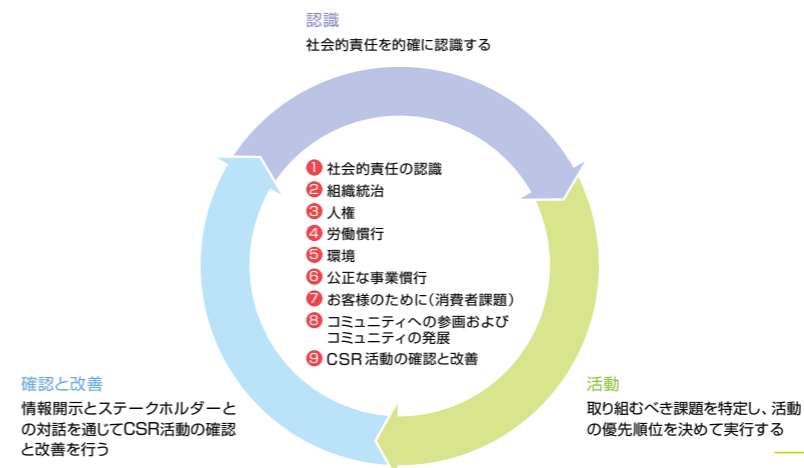 認識
社会的責任を的確に認識する
❶ 社会的責任の認識
❷ 組織統治
❸ 人権
❹ 労働慣行
❺ 環境
❻ 公正な事業慣行
❼ お客様のために(消費者課題)
❽ コミュニティへの参画および
コミュニティの発展
❾ CSR活動の確認と改善
確認と改善
情報開示とステークホルダーと
の対話を通じてCSR活動の確認
と改善を行う
活動
取り組むべき課題を特定し、活動
の優先順位を決めて実行する